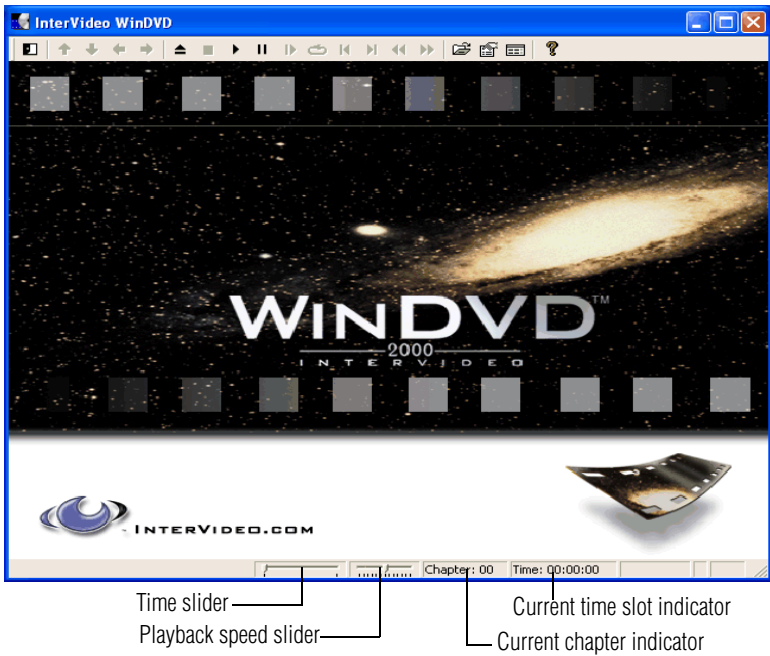 InterVideo WinDVD
WINDVD™
2000
INTERVIDEO
INTERVIDEO.COM
Chapter: 00 Time: 00:00:00
Time slider
Current time slot indicator
Playback speed slider
Current chapter indicator